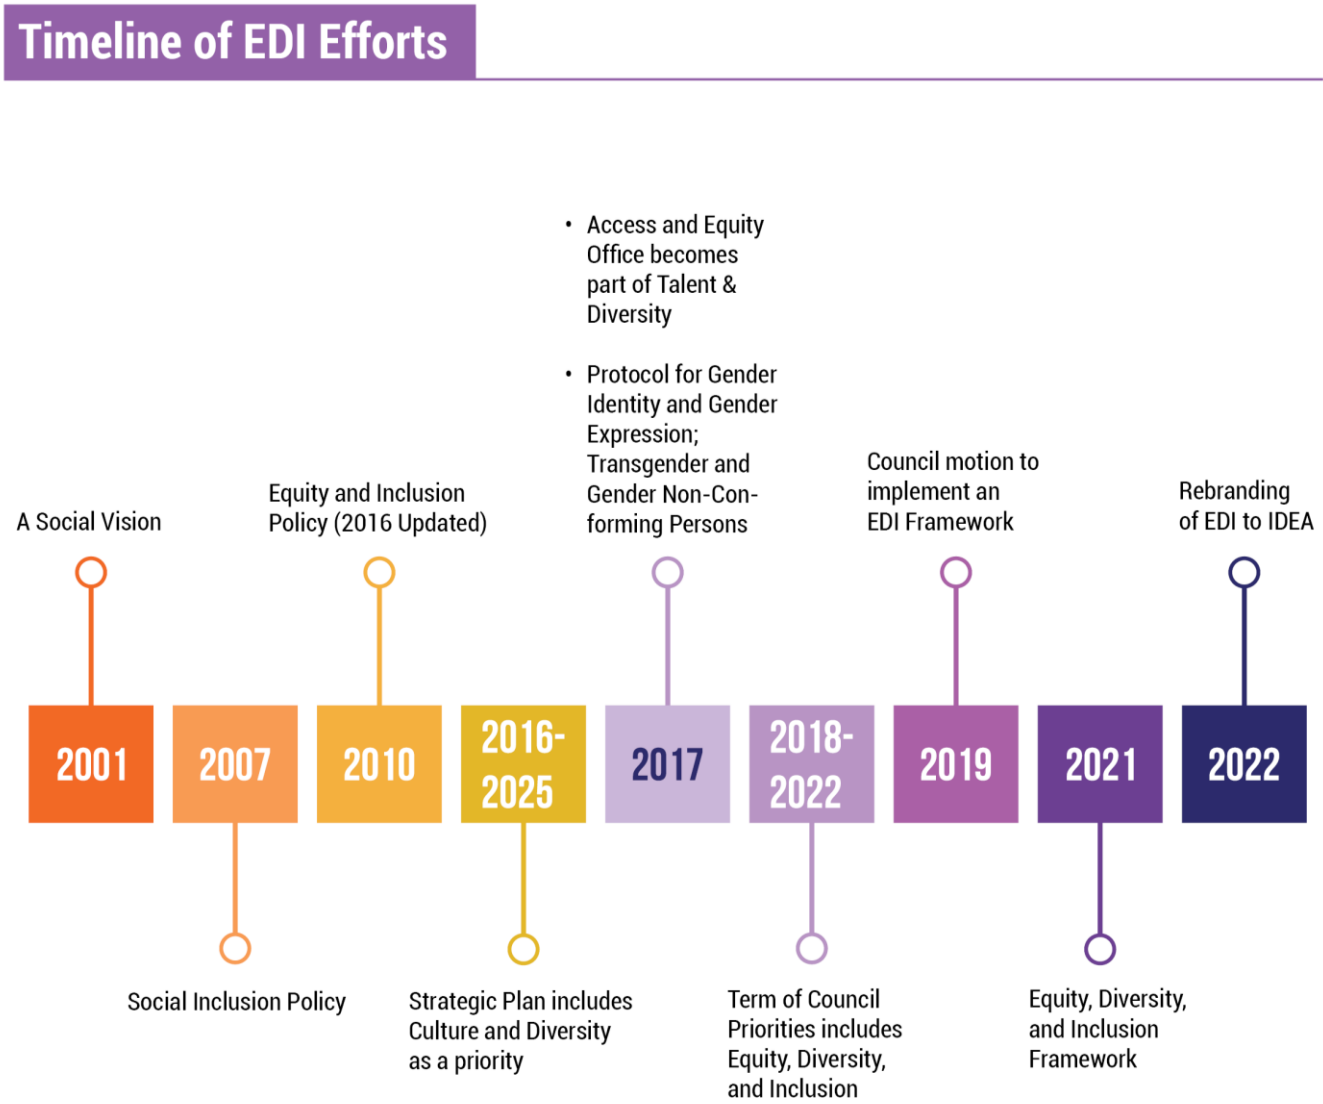 Timeline of EDI Efforts
• Access and Equity
Office becomes
part of Talent &
Diversity
• Protocol for Gender
Identity and Gender
Expression;
Transgender and
Gender Non-Con-
forming Persons
A Social Vision
Equity and Inclusion
Policy (2016 Updated)
Council motion to
implement an
EDI Framework
Rebranding
of EDI to IDEA
2001
2007
2010
2016-
2025
2017
2018-
2022
2019
2021
2022
Social Inclusion Policy
Strategic Plan includes
Culture and Diversity
as a priority
Term of Council
Priorities includes
Equity, Diversity,
and Inclusion
Equity, Diversity,
and Inclusion
Framework